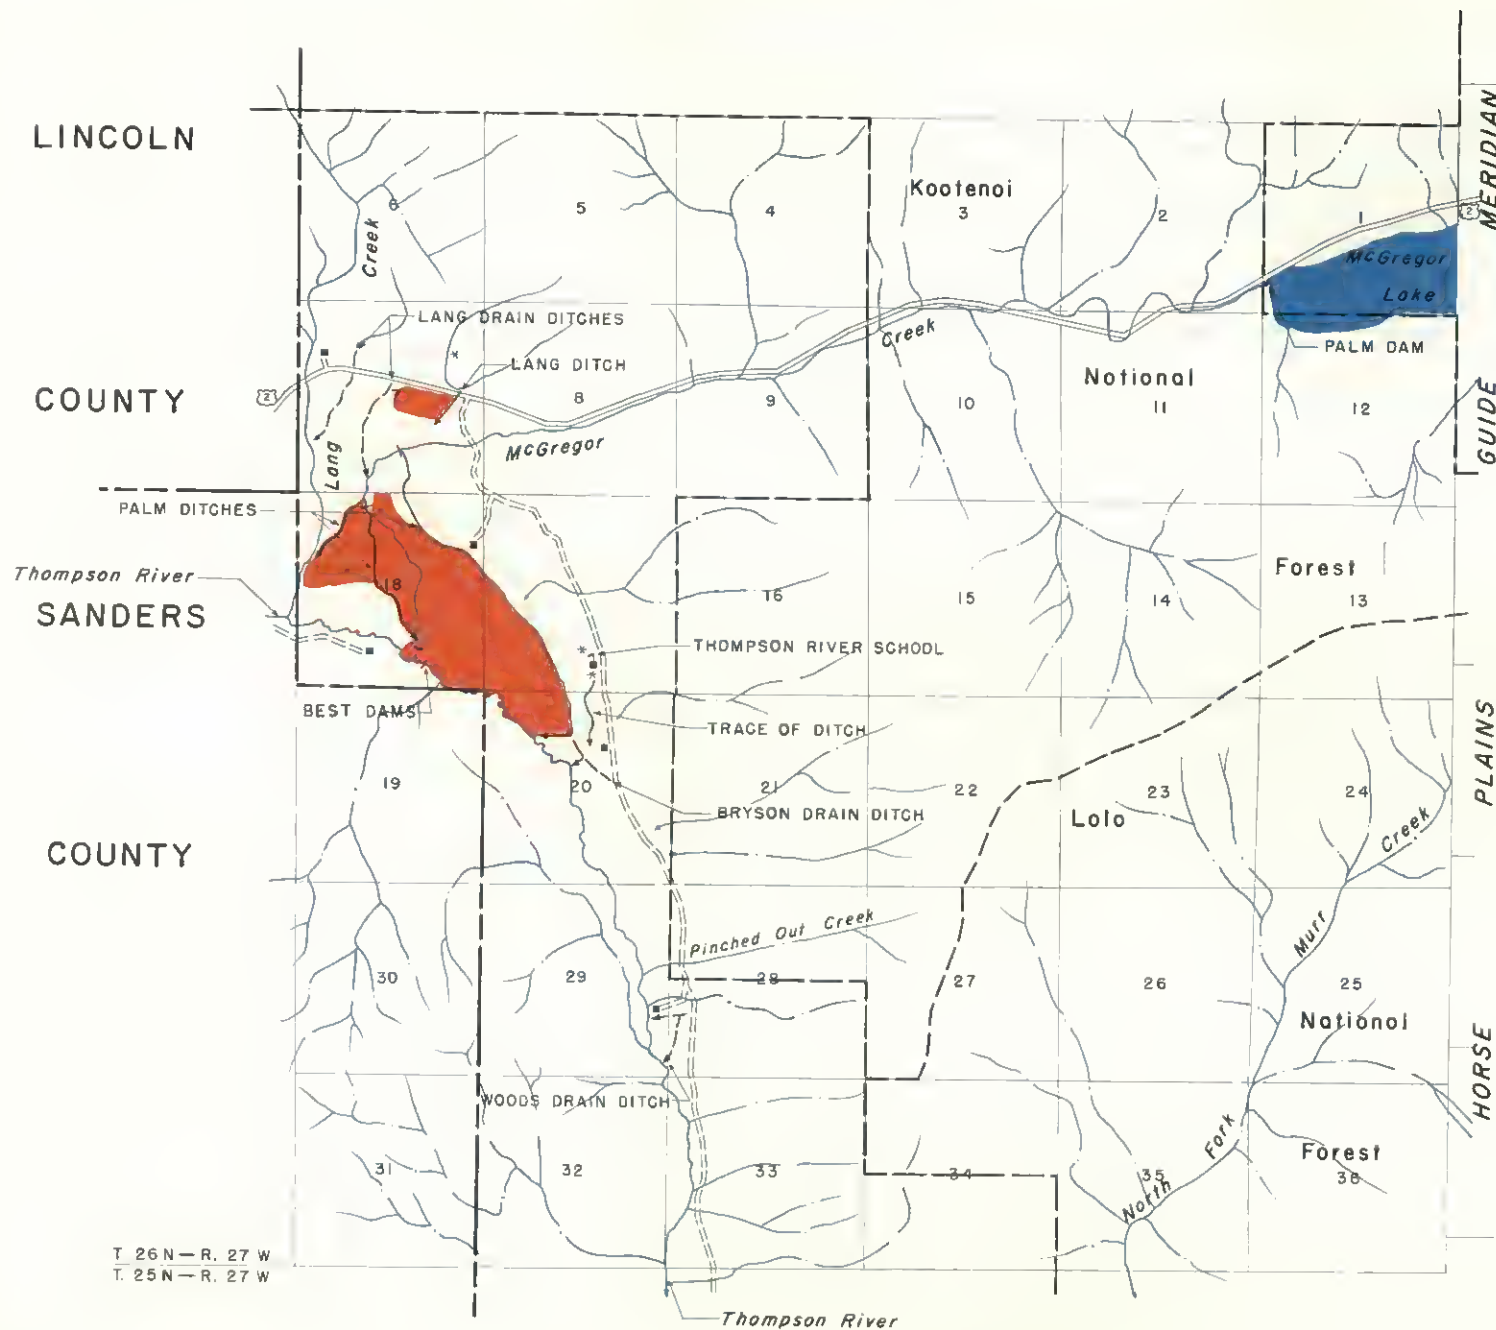 LINCOLN
COUNTY
SANDERS
COUNTY
MERIDIAN
GUIDE
PLAINS
HORSE
6
5
4
Kootenoi
3
2
1
2
McGregor
Lake
PALM DAM
Creek
LANG DRAIN DITCHES
LANG DITCH
2
8
9
Creek
National
10
11
12
Lang
McGregor
PALM DITCHES
Thompson River
18
16
15
14
Forest
13
THOMPSON RIVER SCHOOL
BEST DAMS
TRACE OF DITCH
19
20
21
22
23
24
Lolo
Creek
BRYSON DRAIN DITCH
Pinched Out Creek
Murr
30
29
28
27
26
25
National
WOODS DRAIN DITCH
31
32
33
34
35
36
Fork
Forest
North
T 26 N — R. 27 W
T. 25 N — R. 27 W
Thompson River